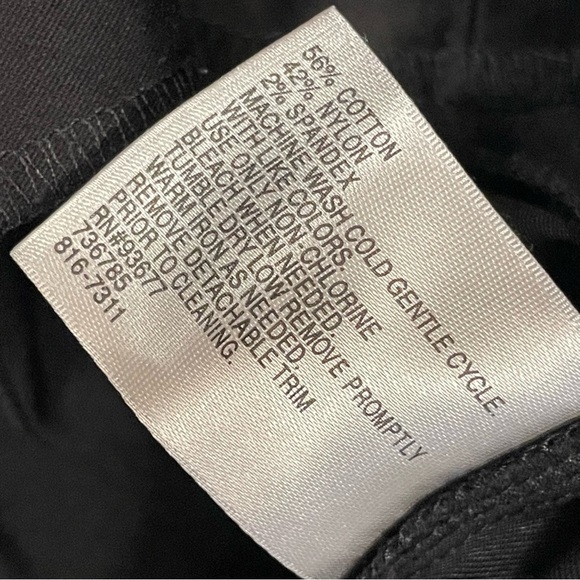 56% COTTON
42% NYLON
2% SPANDEX
MACHINE WASH COLD GENTLE CYCLE.
WITH LIKE COLORS.
USE ONLY NON-CHLORINE
BLEACH WHEN NEEDED.
TUMBLE DRY LOW REMOVE PROMPTLY
WARM IRON AS NEEDED.
REMOVE DETACHABLE TRIM
PRIOR TO CLEANING.
RN#93677
736785
816-7311